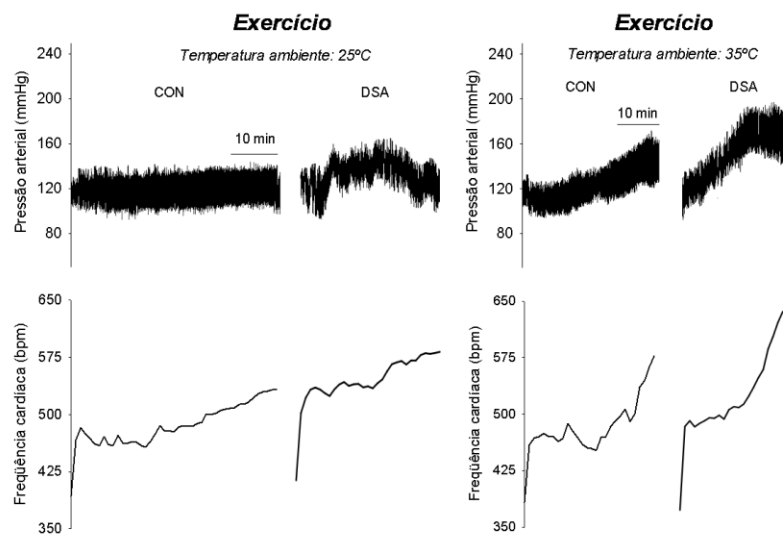 Exercício
Temperatura ambiente: 25ºC
CON
DSA
10 min
Pressão arterial (mmHg)
240
200
160
120
80
Exercício
Temperatura ambiente: 35ºC
CON
DSA
10 min
Pressão arterial (mmHg)
240
200
160
120
80
Freqüência cardíaca (bpm)
650
575
500
425
350
Freqüência cardíaca (bpm)
650
575
500
425
350